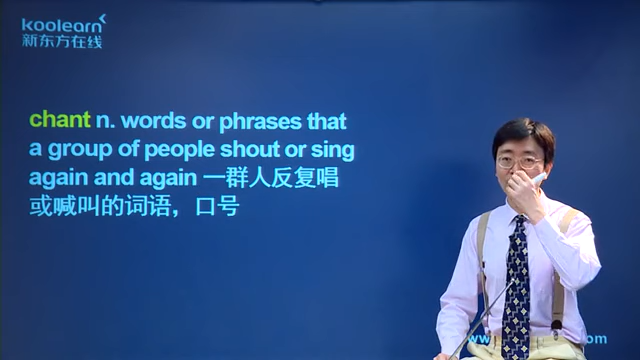 koolearn
新东方在线
chant n. words or phrases that
a group of people shout or sing
again and again 一群人反复唱
或喊叫的词语，口号